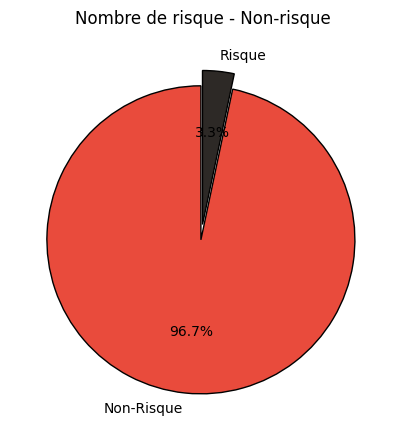 Nombre de risque - Non-risque
Risque
3.3%
96.7%
Non-Risque